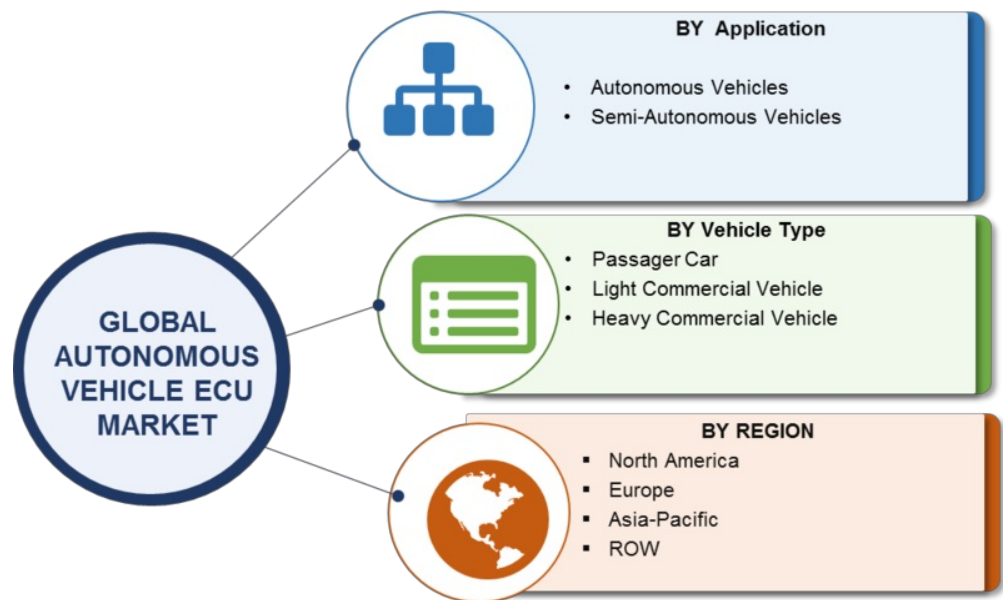 GLOBAL
AUTONOMOUS
VEHICLE ECU
MARKET
BY Application
• Autonomous Vehicles
• Semi-Autonomous Vehicles
BY Vehicle Type
• Passager Car
• Light Commercial Vehicle
• Heavy Commercial Vehicle
BY REGION
▪ North America
▪ Europe
▪ Asia-Pacific
▪ ROW